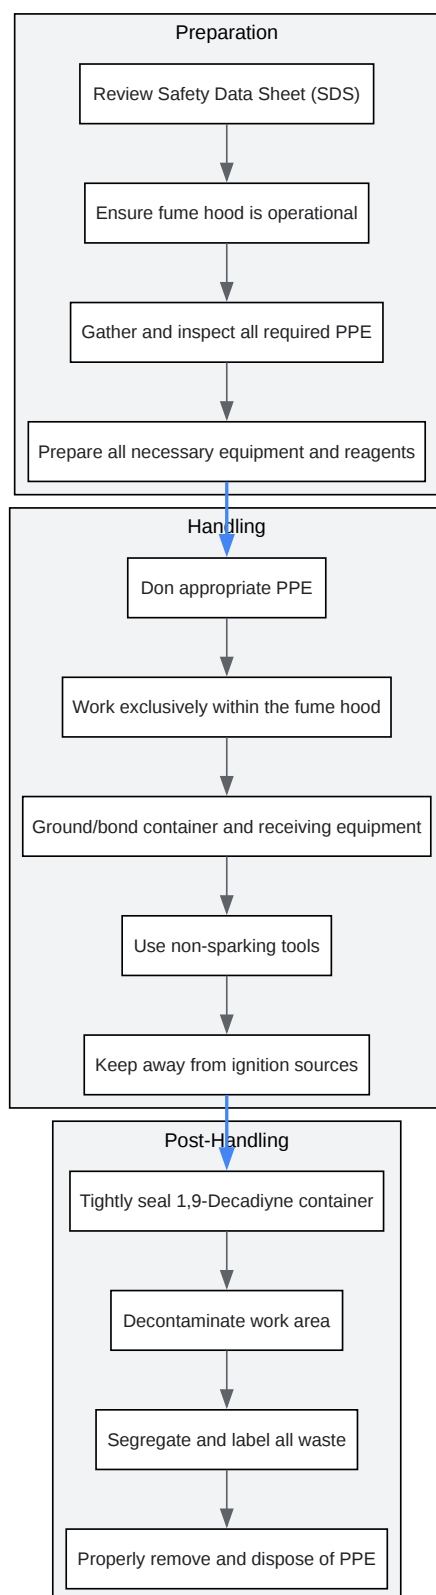 Preparation
Review Safety Data Sheet (SDS)
Ensure fume hood is operational
Gather and inspect all required PPE
Prepare all necessary equipment and reagents
Handling
Don appropriate PPE
Work exclusively within the fume hood
Ground/bond container and receiving equipment
Use non-sparking tools
Keep away from ignition sources
Post-Handling
Tightly seal 1,9-Decadiyne container
Decontaminate work area
Segregate and label all waste
Properly remove and dispose of PPE